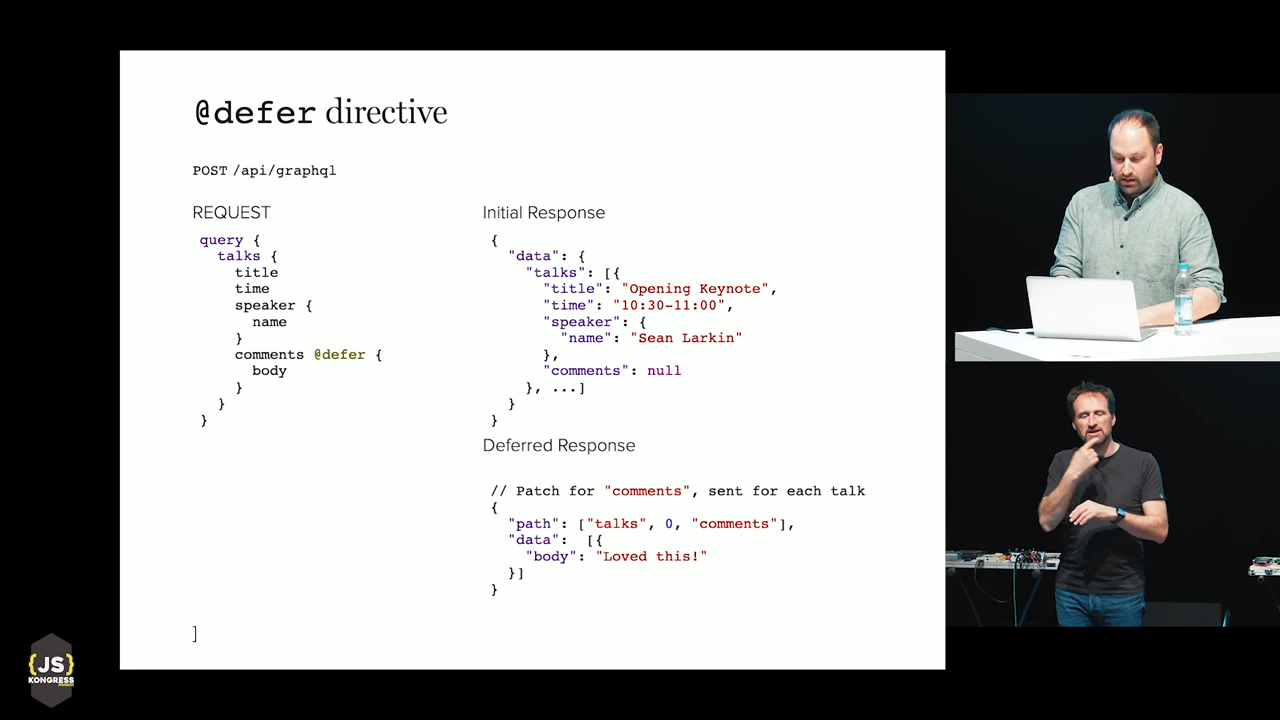 @defer directive
POST /api/graphql
REQUEST
query {
  talks {
    title
    time
    speaker {
      name
    }
    comments @defer {
      body
    }
  }
}
Initial Response
{
  "data": {
    "talks": [{
      "title": "Opening Keynote",
      "time": "10:30-11:00",
      "speaker": {
        "name": "Sean Larkin"
      },
      "comments": null
    }, ...]
  }
}
Deferred Response
// Patch for "comments", sent for each talk
{
  "path": ["talks", 0, "comments"],
  "data":  [{
    "body": "Loved this!"
  }]
}
]
{JS}
KONGRESS